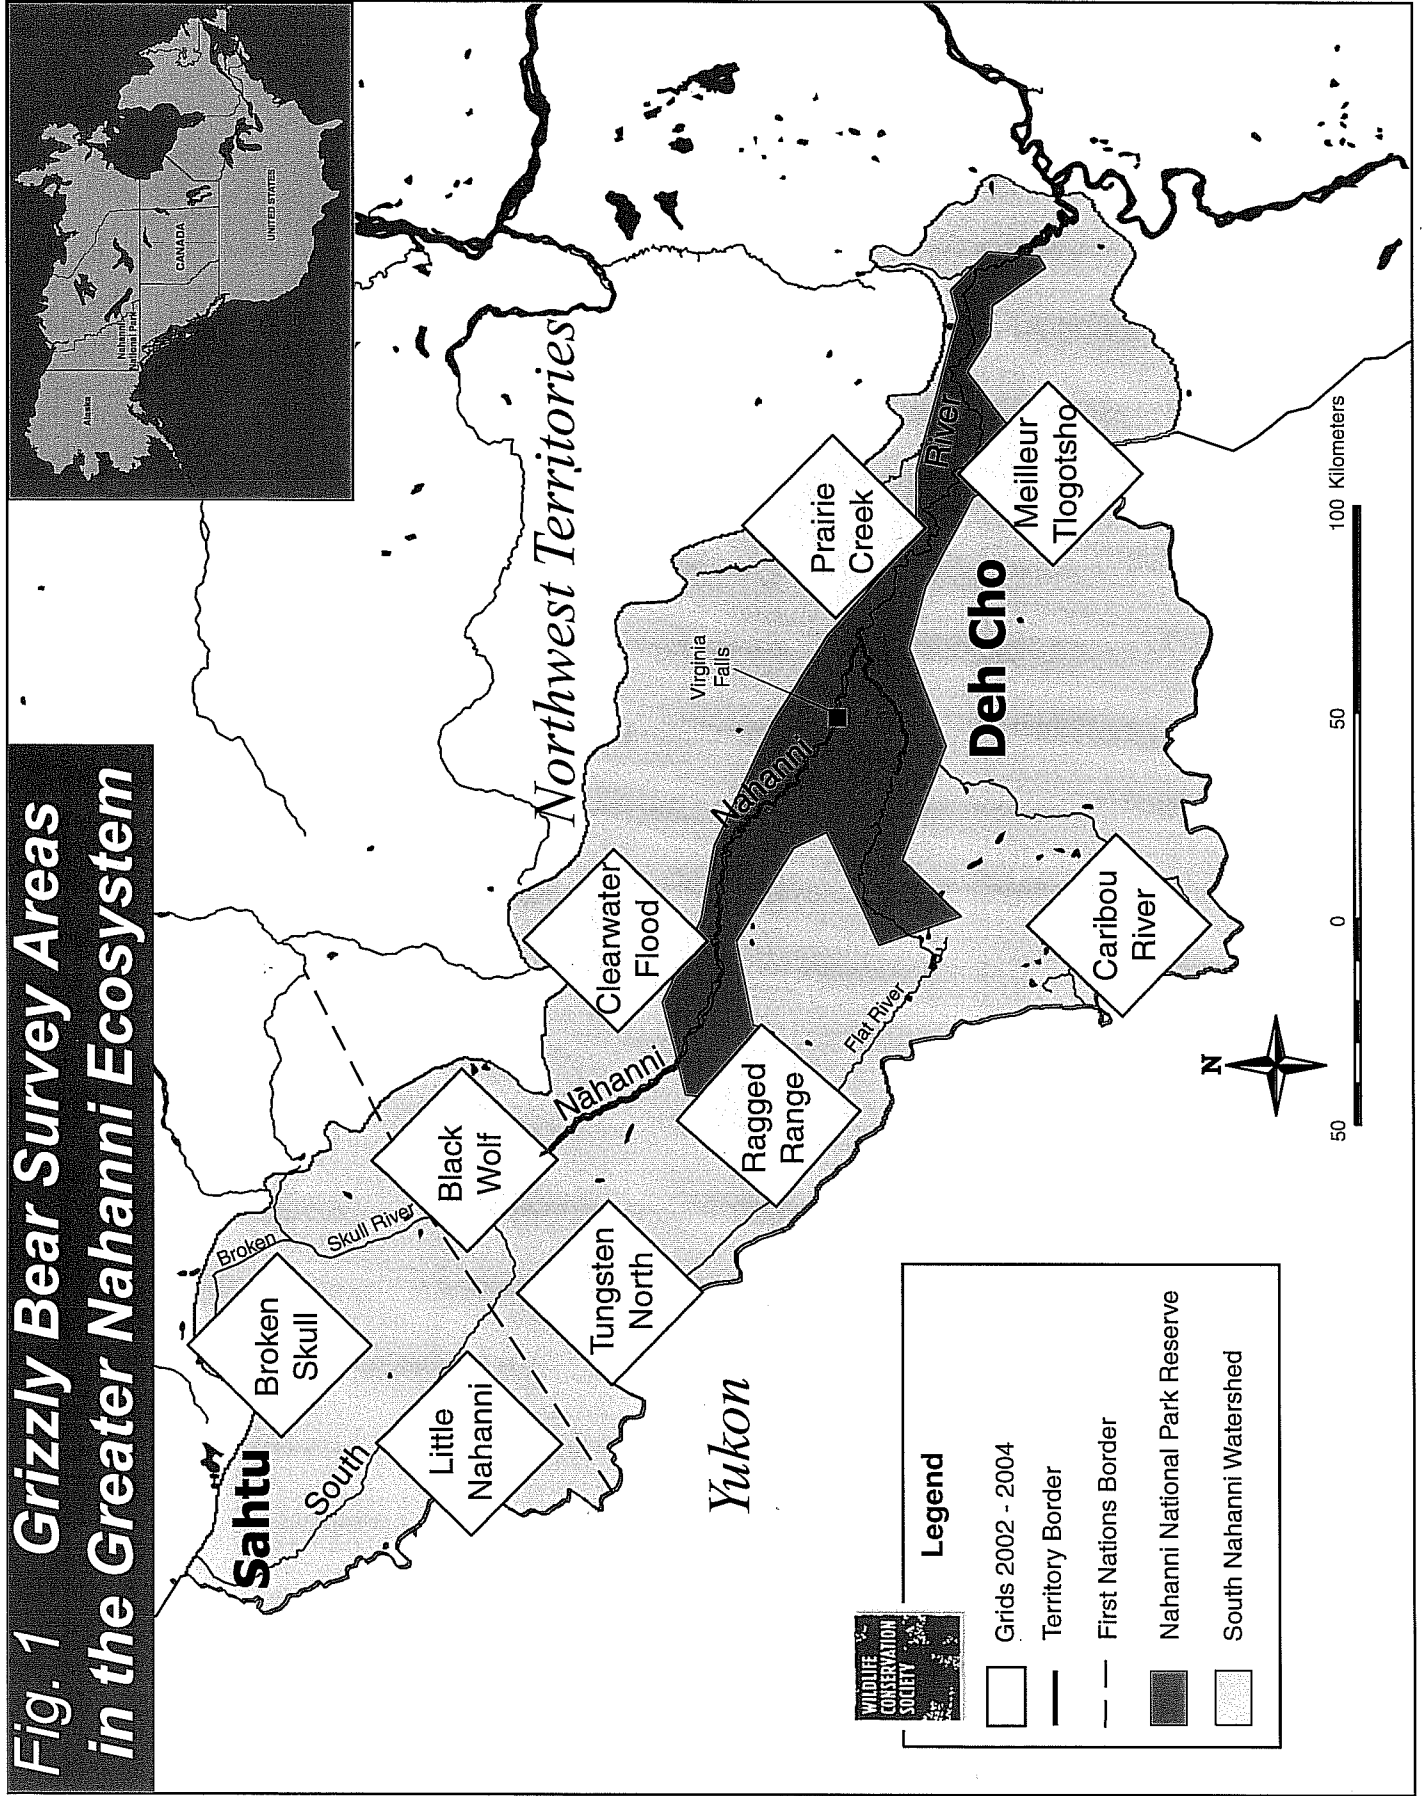 Fig. 1 Grizzly Bear Survey Areas
in the Greater Nahanni Ecosystem
Alaska
Nahanni
National Park
CANADA
UNITED STATES
Sahtu
Broken
Skull
Broken
Skull River
South
Little
Nahanni
Black
Wolf
Nahanni
Tungsten
North
Clearwater
Flood
Northwest Territories
Ragged
Range
Nahanni
Virginia
Falls
Prairie
Creek
River
Flat River
Deh Cho
Meilleur
Tlogotsho
Caribou
River
Yukon
N
50 0 50 100 Kilometers
WILDLIFE
CONSERVATION
SOCIETY
Legend
Grids 2002 - 2004
Territory Border
First Nations Border
Nahanni National Park Reserve
South Nahanni Watershed